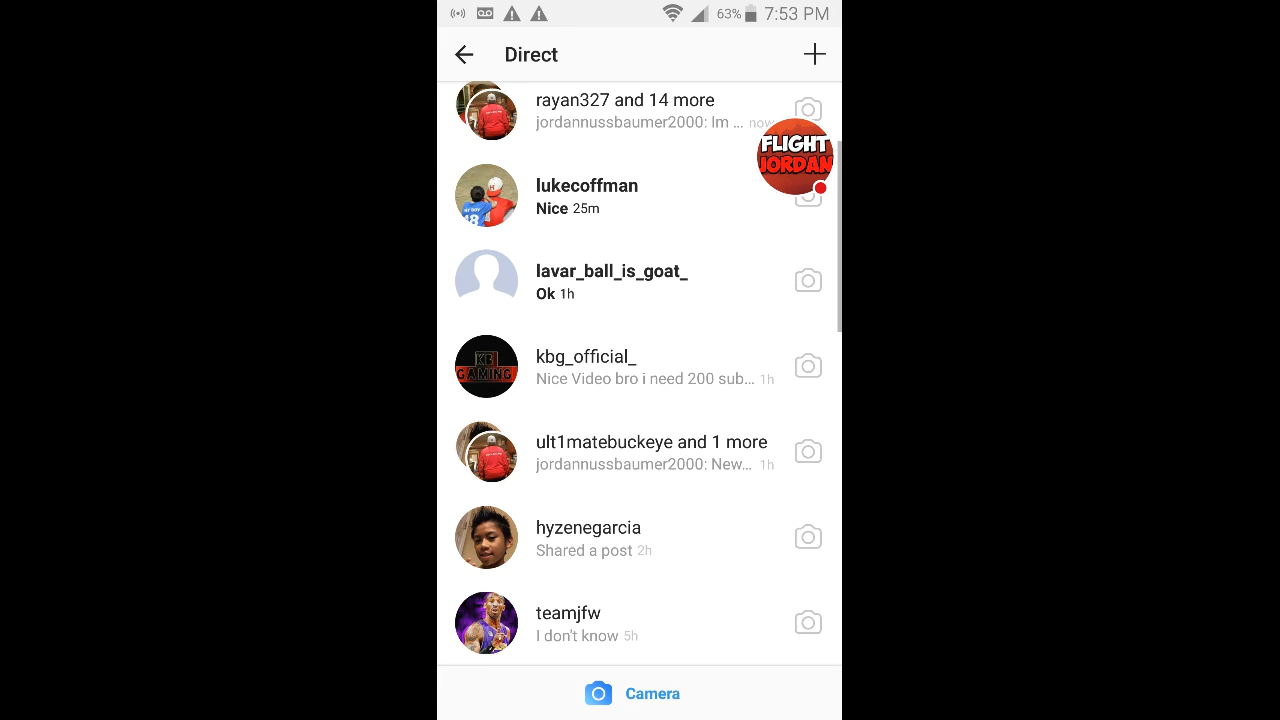 63% 7:53 PM
Direct
rayan327 and 14 more
jordannussbaumer2000: Im ... now
FLIGHT
JORDAN
lukecoffman
Nice 25m
lavar_ball_is_goat_
Ok 1h
kbg_official_
Nice Video bro i need 200 sub... 1h
KB
GAMING
ult1matebuckeye and 1 more
jordannussbaumer2000: New... 1h
hyzenegarcia
Shared a post 2h
teamjfw
I don't know 5h
Camera